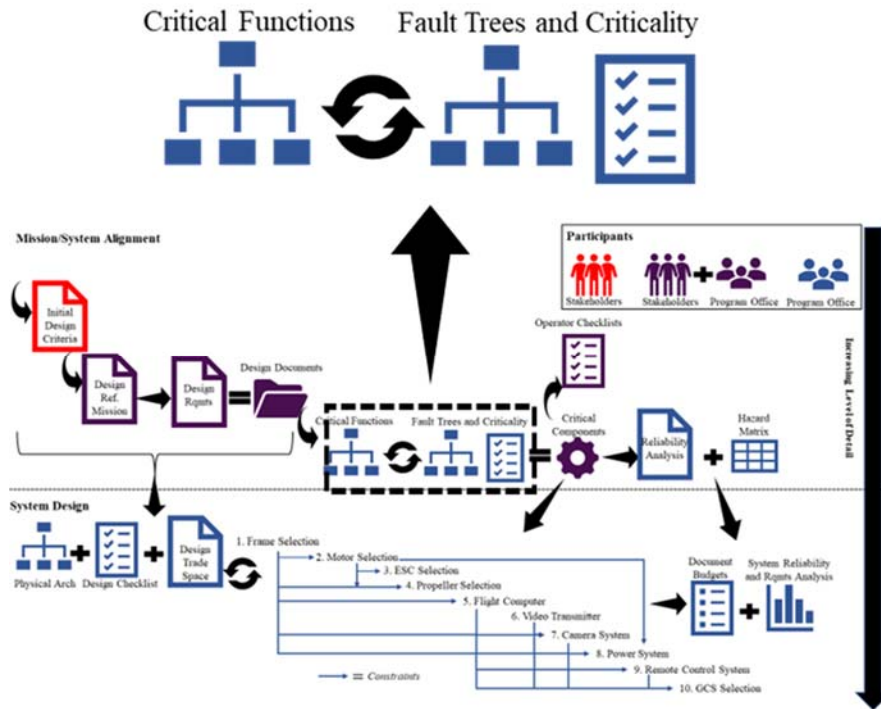 Critical Functions
Fault Trees and Criticality
Mission/System Alignment
Participants
Stakeholders
Stakeholders
Program Office
Program Office
Initial
Design
Criteria
Design
Ref.
Mission
Design
Rqmts
Design Documents
Operator Checklists
Critical Functions
Fault Trees and Criticality
Critical
Components
Reliability
Analysis
Hazard
Matrix
Increasing Level of Detail
System Design
Physical Arch
Design Checklist
Design
Trade
Space
1. Frame Selection
2. Motor Selection
3. ESC Selection
4. Propeller Selection
5. Flight Computer
6. Video Transmitter
7. Camera System
8. Power System
9. Remote Control System
10. GCS Selection
= Constraints
Document
Budgets
System Reliability
and Rqmts Analysis